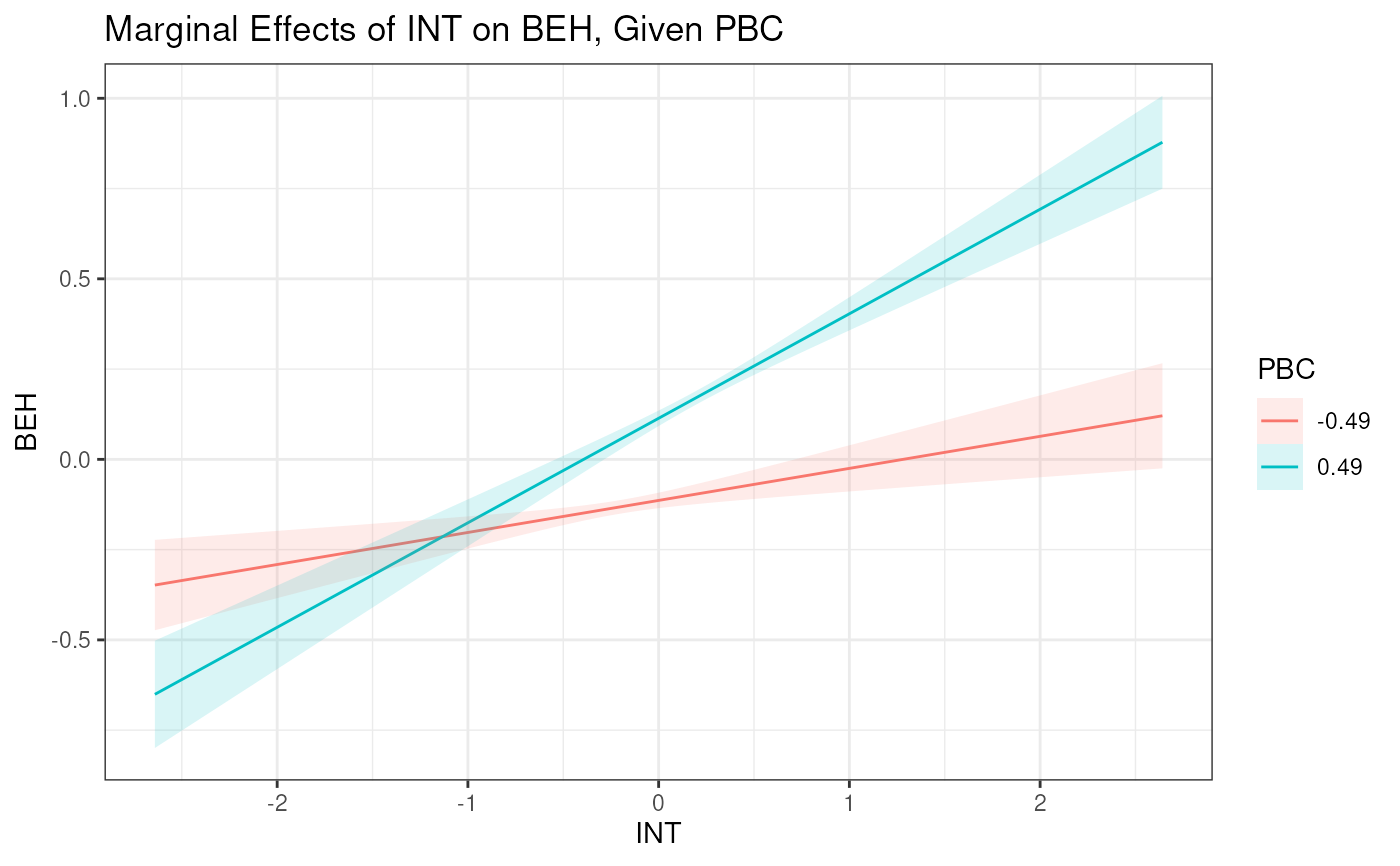 Marginal Effects of INT on BEH, Given PBC
BEH
1.0
0.5
0.0
-0.5
-2
-1
0
1
2
INT
PBC
-0.49
0.49